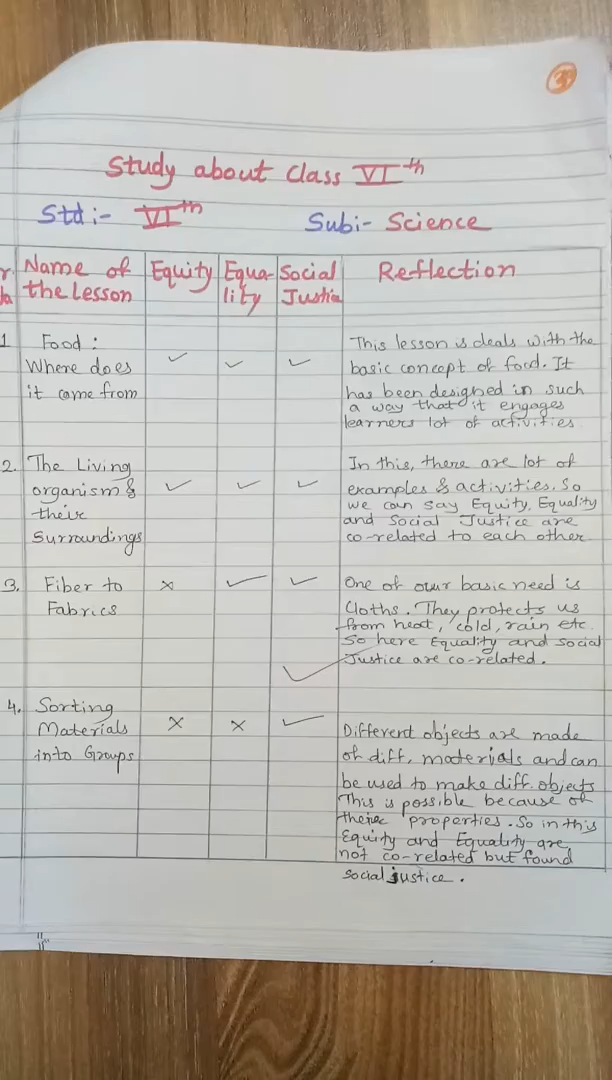 Study about Class VIth
Std:- VIth Sub:- Science
Name of the Lesson Equity Equa-lity Social Justice Reflection
1 Food :
Where does
it come from
This lesson is deals with the
basic concept of food. It
has been designed in such
a way that it engages
learners lot of activities.
2. The Living
organism &
their
Surroundings
In this, there are lot of
examples & activities. So
we can say Equity, Equality
and Social Justice are
co-related to each other
3. Fiber to
Fabrics
One of our basic need is
Cloths. They protects us
from heat, cold, rain etc.
So here Equality and Social
Justice are co-related.
4. Sorting
Materials
into Groups
Different objects are made
of diff. materials and can
be used to make diff. objects
This is possible because of
their properties. So in this
Equity and Equality are
not co-related but found
social justice.